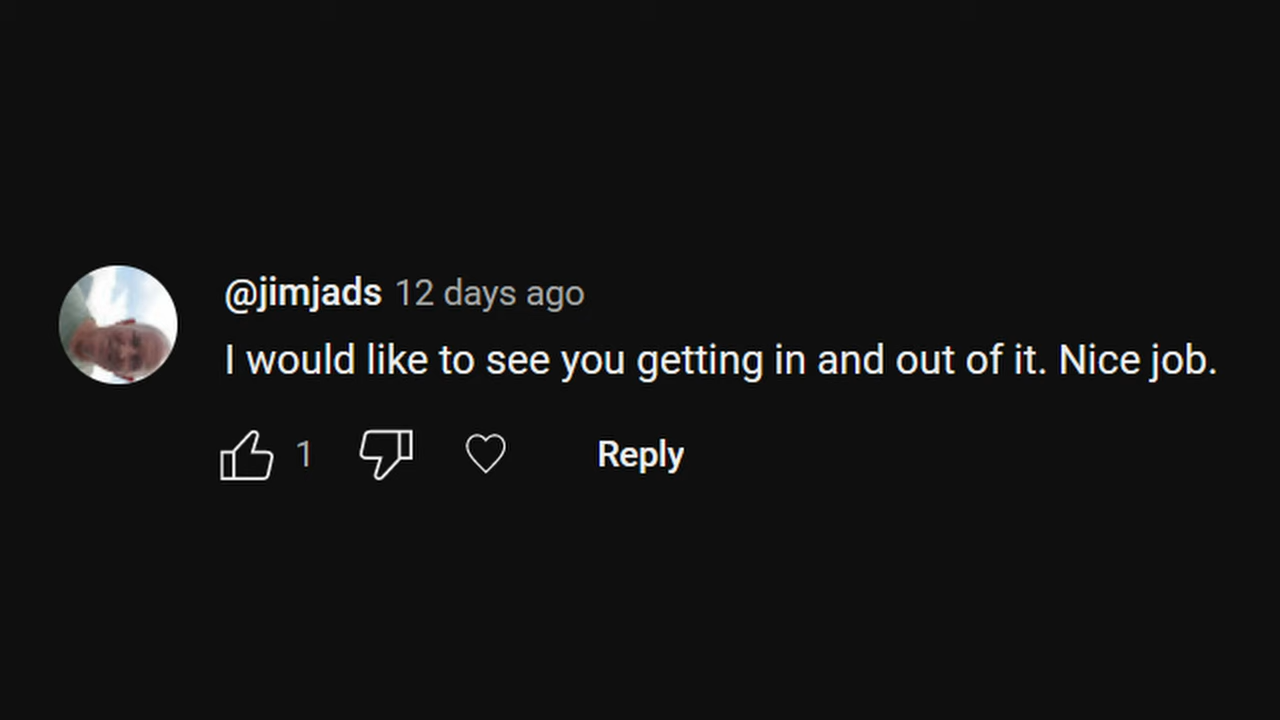 @jimjads 12 days ago
I would like to see you getting in and out of it. Nice job.
1 Reply